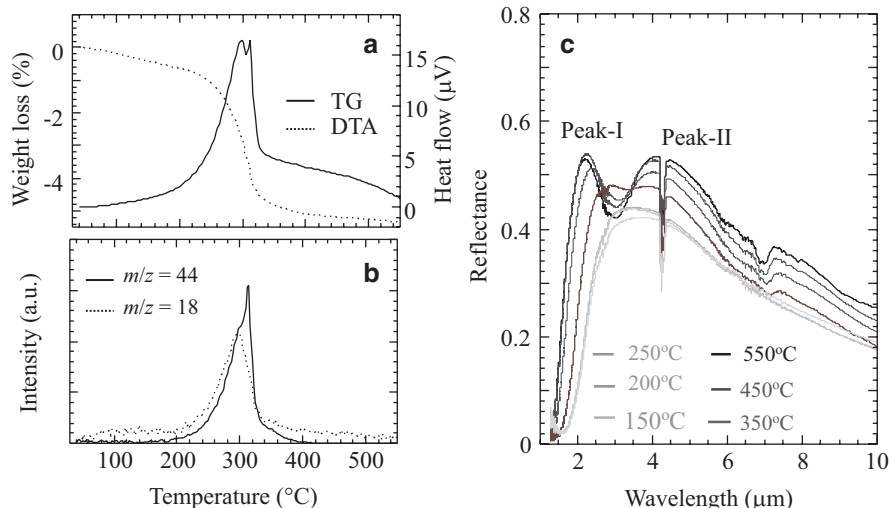 a
0
-2
-4
Weight loss (%)
15
10
5
0
Heat flow (μV)
TG
DTA
b
m/z = 44
m/z = 18
Intensity (a.u.)
100
200
300
400
500
Temperature (°C)
c
0.8
0.6
0.4
0.2
0
Reflectance
Peak-I
Peak-II
250°C
550°C
200°C
450°C
150°C
350°C
2
4
6
8
10
Wavelength (μm)